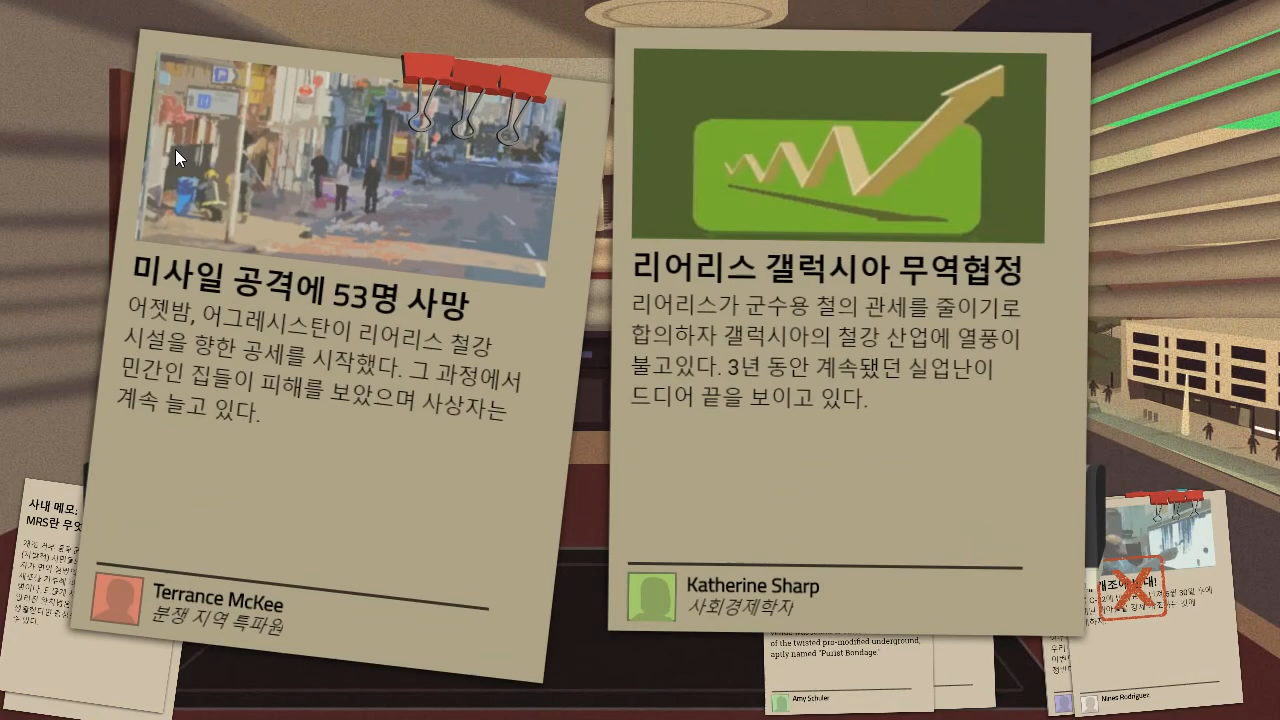 미사일 공격에 53명 사망
어젯밤, 어그레시스탄이 리어리스 철강
시설을 향한 공세를 시작했다. 그 과정에서
민간인 집들이 피해를 보았으며 사상자는
계속 늘고 있다.
Terrance McKee
분쟁 지역 특파원
리어리스 갤럭시아 무역협정
리어리스가 군수용 철의 관세를 줄이기로
합의하자 갤럭시아의 철강 산업에 열풍이
불고있다. 3년 동안 계속됐던 실업난이
드디어 끝을 보이고 있다.
Katherine Sharp
사회경제학자
사내 메모:
MRS란 무엇
of the twisted pro-modified underground,
aptly named "Purist Bondage."
Amy Schuler
Nines Rodriguez